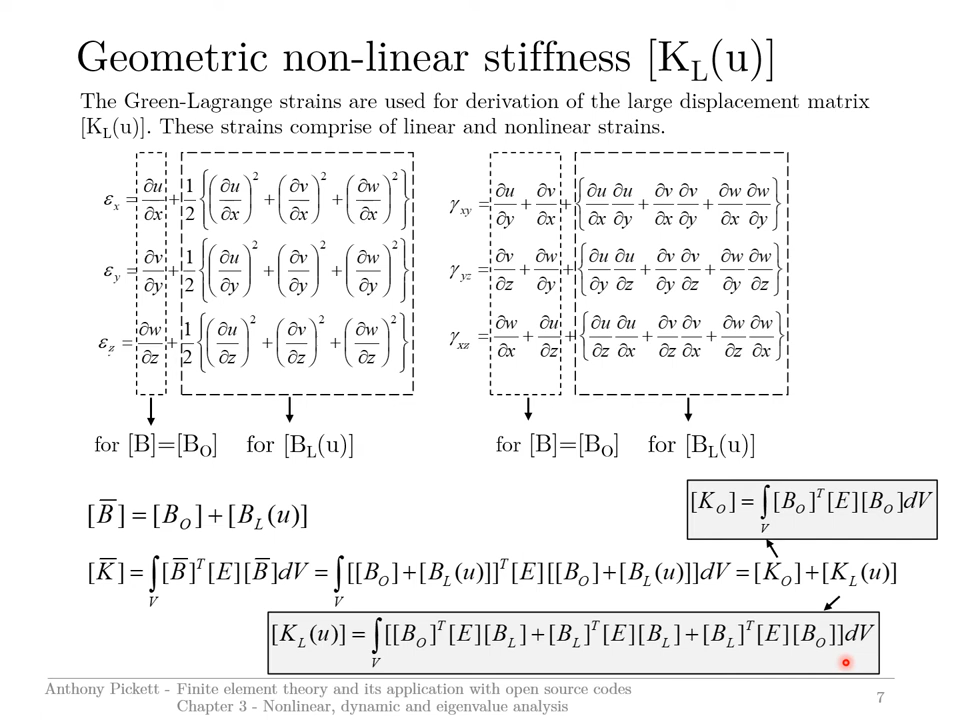 Geometric non-linear stiffness [K_L(u)]
The Green-Lagrange strains are used for derivation of the large displacement matrix
[K_L(u)]. These strains comprise of linear and nonlinear strains.
ε_x = ∂u/∂x + 1/2 {(∂u/∂x)² + (∂v/∂x)² + (∂w/∂x)²}
ε_y = ∂v/∂y + 1/2 {(∂u/∂y)² + (∂v/∂y)² + (∂w/∂y)²}
ε_z = ∂w/∂z + 1/2 {(∂u/∂z)² + (∂v/∂z)² + (∂w/∂z)²}
for [B]=[B_O] for [B_L(u)]
γ_xy = ∂u/∂y + ∂v/∂x + {∂u/∂x ∂u/∂y + ∂v/∂x ∂v/∂y + ∂w/∂x ∂w/∂y}
γ_yz = ∂v/∂z + ∂w/∂y + {∂u/∂y ∂u/∂z + ∂v/∂y ∂v/∂z + ∂w/∂y ∂w/∂z}
γ_xz = ∂w/∂x + ∂u/∂z + {∂u/∂z ∂u/∂x + ∂v/∂z ∂v/∂x + ∂w/∂z ∂w/∂x}
for [B]=[B_O] for [B_L(u)]
[K_O] = ∫_V [B_O]^T [E][B_O]dV
[B̅] = [B_O] + [B_L(u)]
[K̅] = ∫_V [B̅]^T [E][B̅]dV = ∫_V [[B_O] + [B_L(u)]]^T [E][[B_O] + [B_L(u)]]dV = [K_O] + [K_L(u)]
[K_L(u)] = ∫_V [[B_O]^T [E][B_L] + [B_L]^T [E][B_L] + [B_L]^T [E][B_O]]dV
Anthony Pickett - Finite element theory and its application with open source codes
Chapter 3 - Nonlinear, dynamic and eigenvalue analysis
7